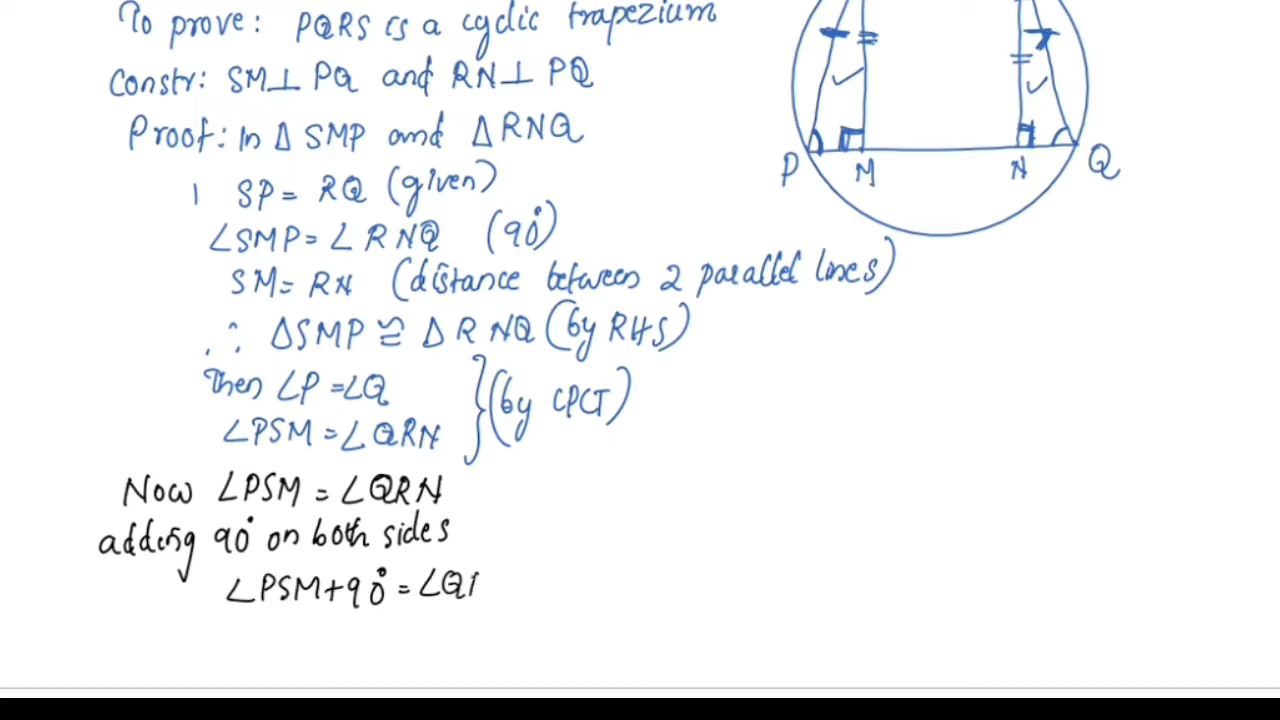 To prove: PQRS is a cyclic trapezium
Constr: SM⊥ PQ and RN⊥ PQ
Proof: In Δ SMP and ΔRNQ
SP = RQ (given)
∠SMP = ∠RNQ (90°)
SM = RN (distance between 2 parallel lines)
∴ ΔSMP ≅ ΔRNQ (by RHS)
Then ∠P = ∠Q
∠PSM = ∠QRN } (by CPCT)
Now ∠PSM = ∠QRN
adding 90° on both sides
∠PSM + 90° = ∠Q
P M N Q